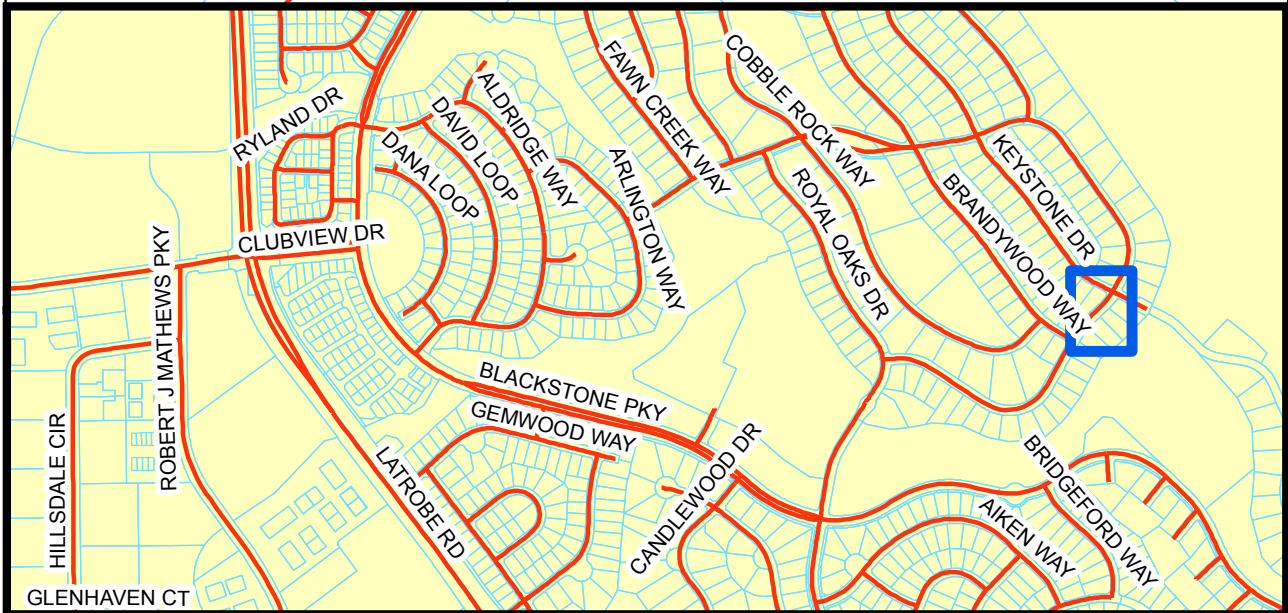 FAWN CREEK WAY
COBBLE ROCK WAY
RYLAND DR
ALDRIDGE WAY
DAVID LOOP
DANA LOOP
ARLINGTON WAY
KEYSTONE DR
BRANDYWOOD WAY
ROYAL OAKS DR
CLUBVIEW DR
ROBERT J MATHEWS PKY
BLACKSTONE PKY
GEMWOOD WAY
HILLSDALE CIR
LATROBE RD
CANDLEWOOD DR
BRIDGEFORD WAY
AIKEN WAY
GLENHAVEN CT